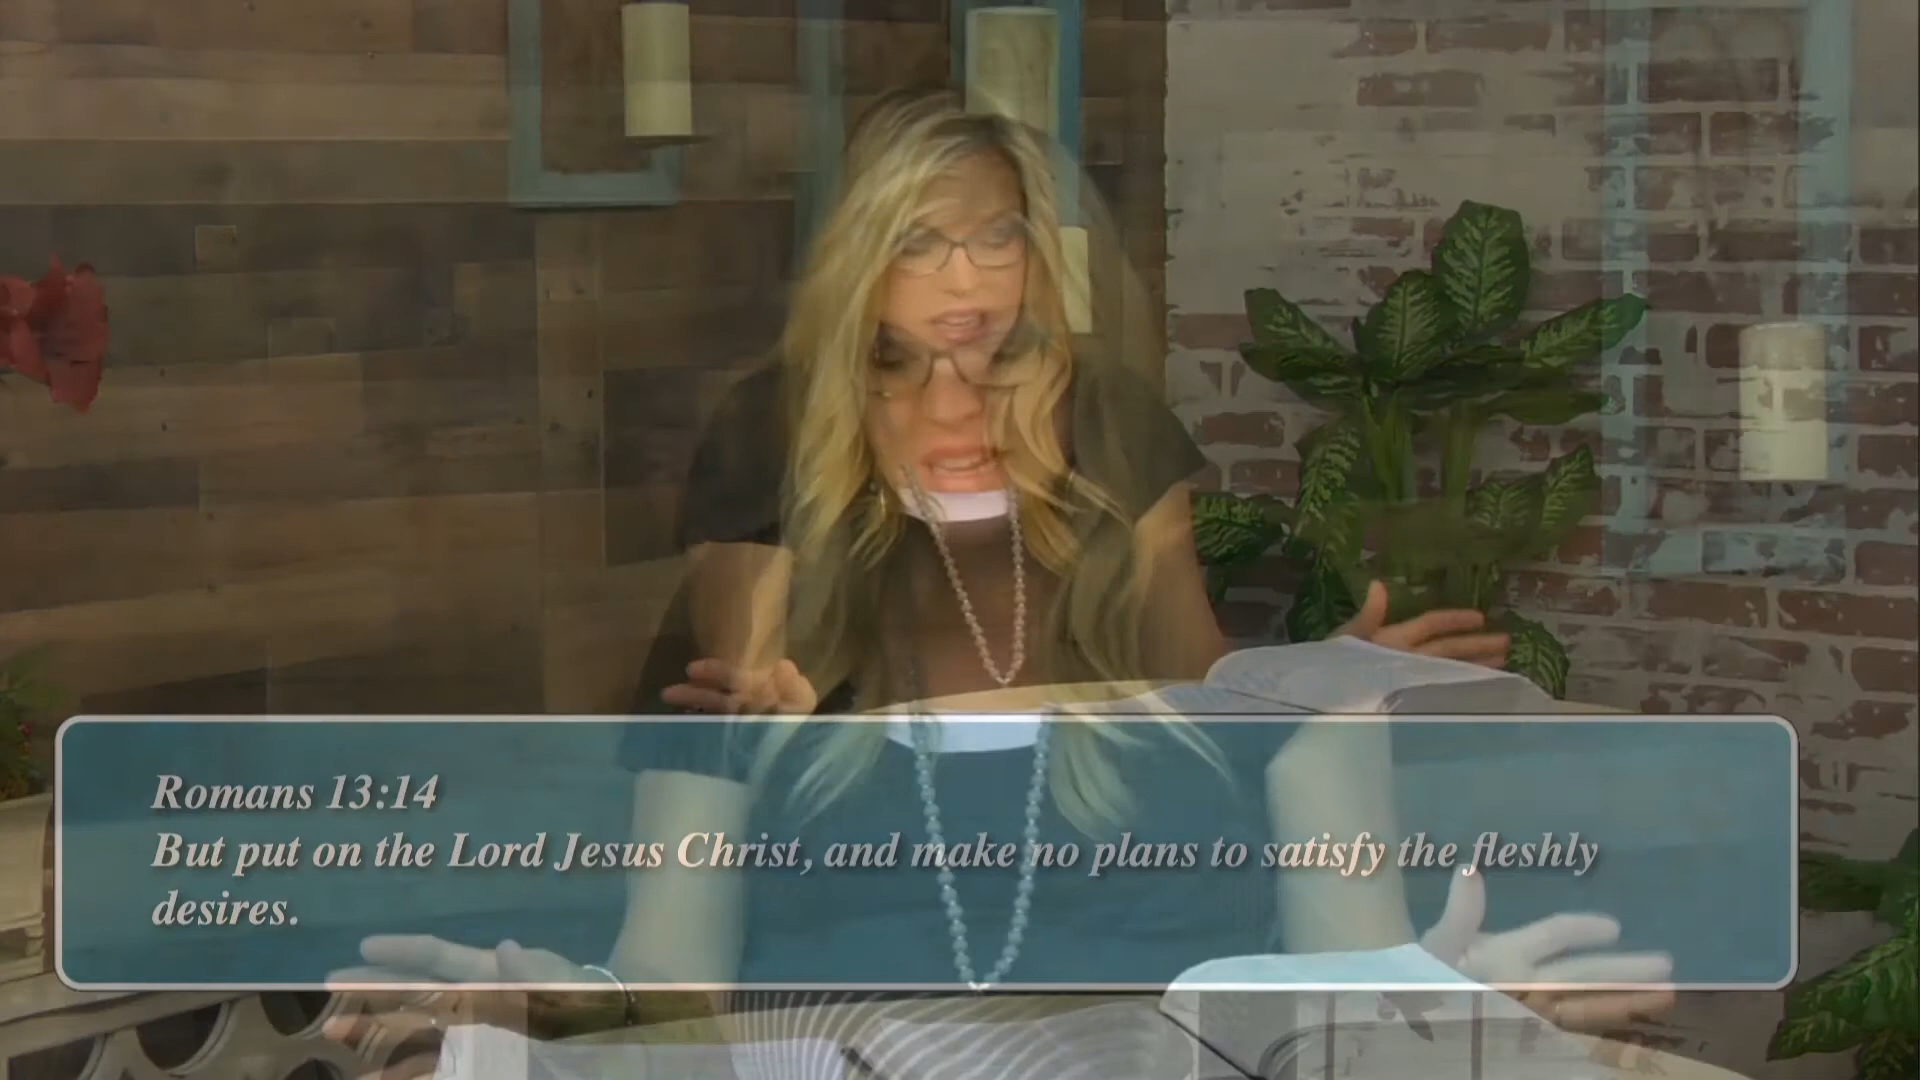 Romans 13:14
But put on the Lord Jesus Christ, and make no plans to satisfy the fleshly
desires.